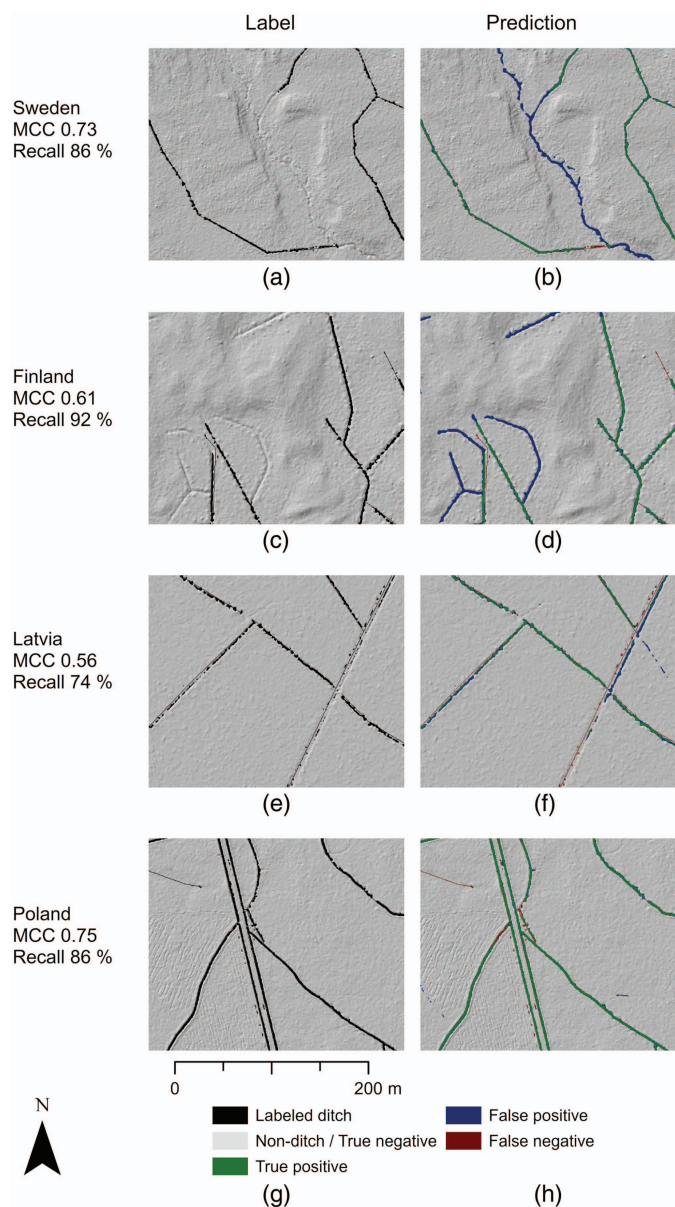 Label
Prediction
Sweden
MCC 0.73
Recall 86 %
(a)
(b)
Finland
MCC 0.61
Recall 92 %
(c)
(d)
Latvia
MCC 0.56
Recall 74 %
(e)
(f)
Poland
MCC 0.75
Recall 86 %
0
200 m
N
Labeled ditch
False positive
Non-ditch / True negative
False negative
True positive
(g)
(h)